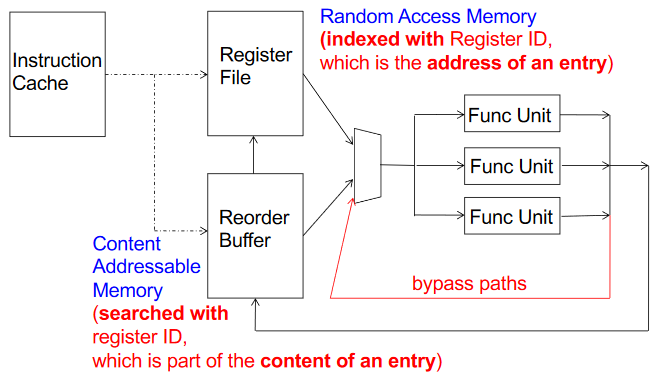 Random Access Memory
(indexed with Register ID,
which is the address of an entry)
Instruction
Cache
Register
File
Func Unit
Func Unit
Func Unit
Reorder
Buffer
Content
Addressable
Memory
(searched with
register ID,
which is part of the content of an entry)
bypass paths